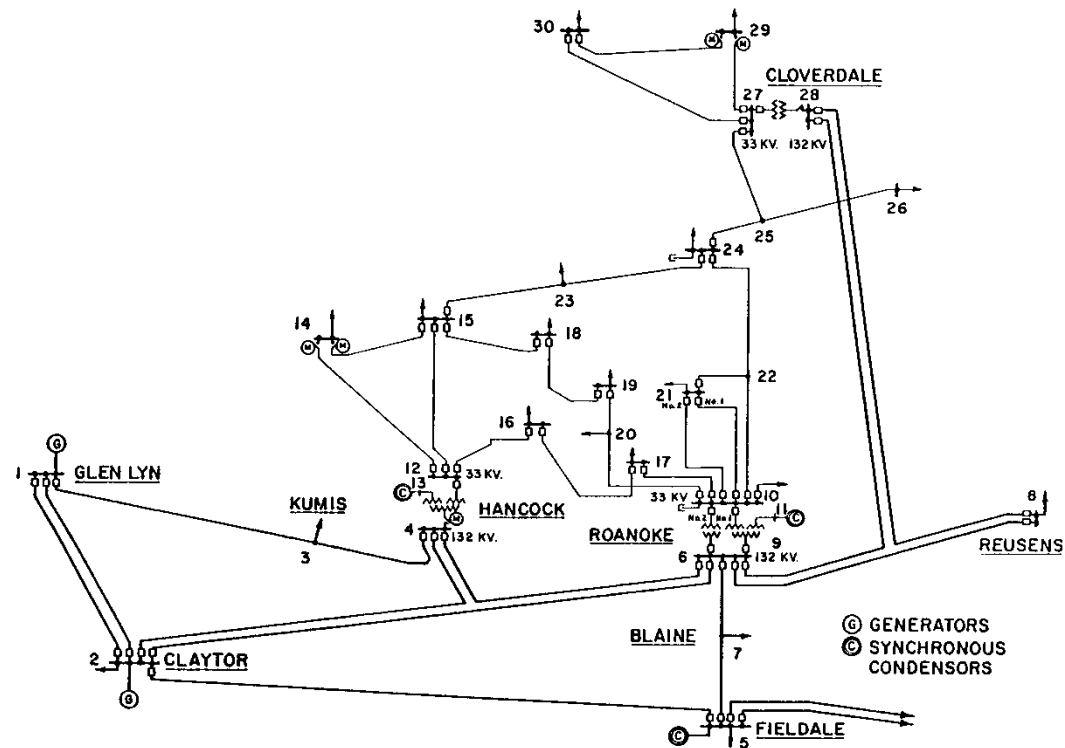 30
29
M
M
CLOVERDALE
27
28
33 KV.
132 KV
26
25
24
23
15
14
M
M
18
19
22
21
No.2
No.1
20
16
17
12
33 KV.
13
C
HANCOCK
M
4
132 KV.
33 KV
10
No.2
No.1
11
C
ROANOKE
9
6
132 KV.
8
REUSENS
G
1
GLEN LYN
KUMIS
3
BLAINE
7
2
CLAYTOR
G
C
5
FIELDALE
G GENERATORS
C SYNCHRONOUS
CONDENSORS